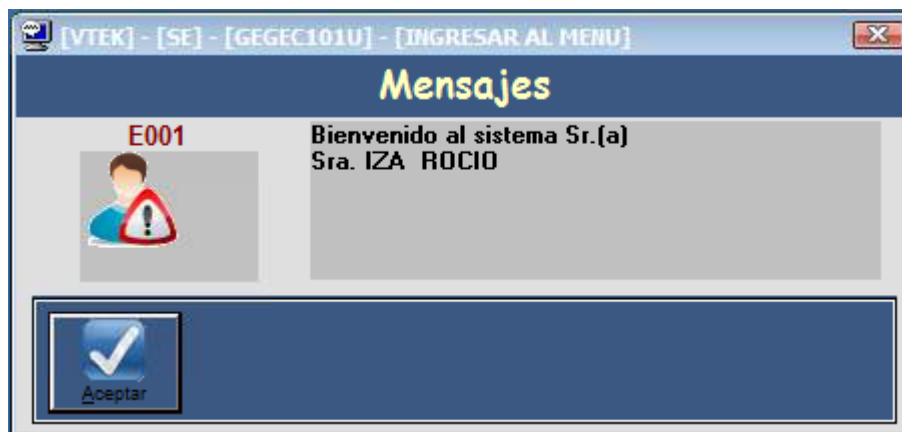 [VTEK] - [SE] - [GEGEC101U] - [INGRESAR AL MENU]
Mensajes
E001
Bienvenido al sistema Sr.(a)
Sra. IZA  ROCIO
Aceptar